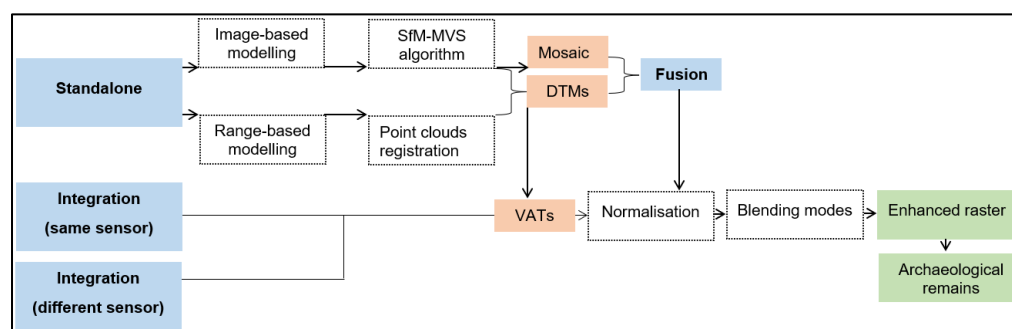 Image-based
modelling
SfM-MVS
algorithm
Mosaic
Fusion
Standalone
DTMs
Range-based
modelling
Point clouds
registration
Integration
(same sensor)
VATs
Normalisation
Blending modes
Enhanced raster
Integration
(different sensor)
Archaeological
remains